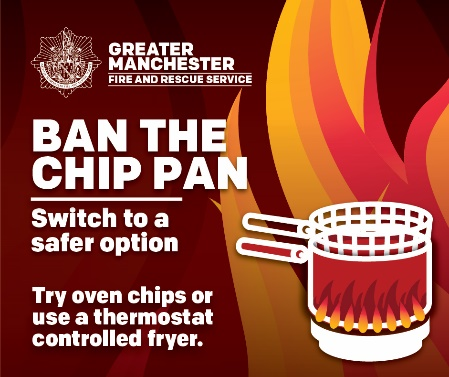 GREATER
MANCHESTER
FIRE AND RESCUE SERVICE
BAN THE
CHIP PAN
Switch to a
safer option
Try oven chips or
use a thermostat
controlled fryer.